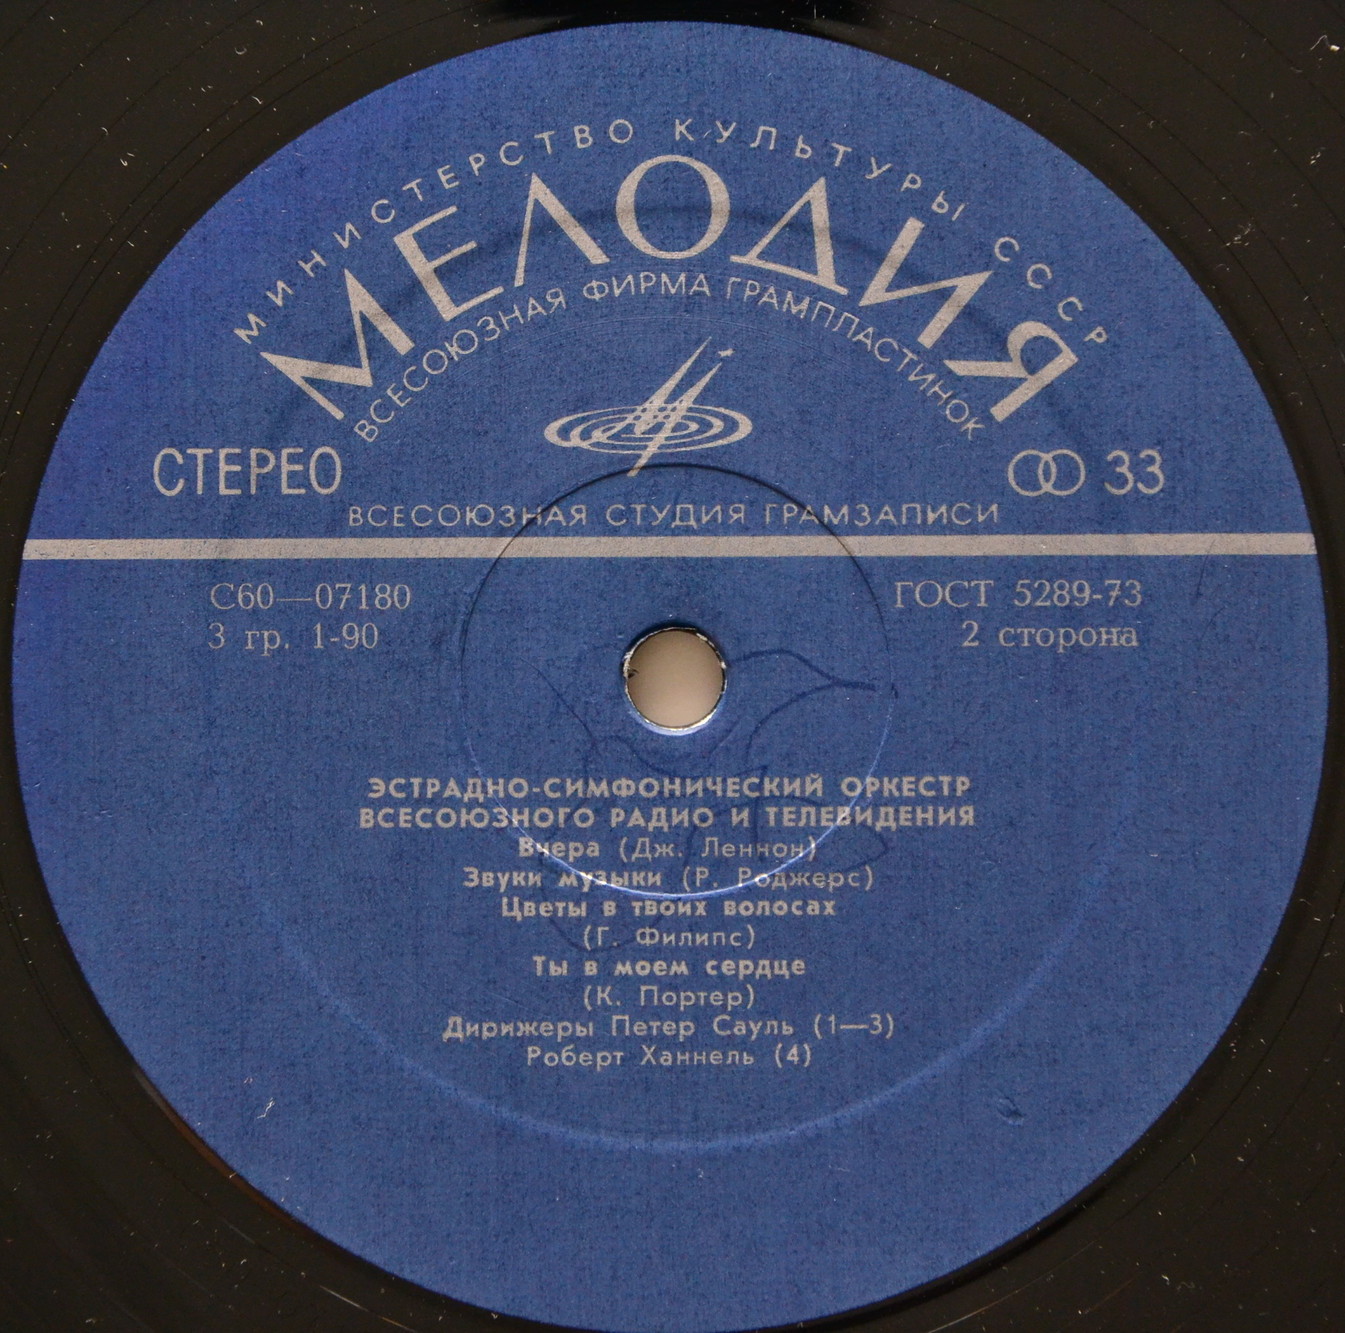 МИНИСТЕРСТВО КУЛЬТУРЫ СССР
МЕЛОДИЯ
ВСЕСОЮЗНАЯ ФИРМА ГРАМПЛАСТИНОК
СТЕРЕО
33
ВСЕСОЮЗНАЯ СТУДИЯ ГРАМЗАПИСИ
С60—07180
ГОСТ 5289-73
3 гр. 1-90
2 сторона
ЭСТРАДНО-СИМФОНИЧЕСКИЙ ОРКЕСТР
ВСЕСОЮЗНОГО РАДИО И ТЕЛЕВИДЕНИЯ
Вчера (Дж. Леннон)
Звуки музыки (Р. Роджерс)
Цветы в твоих волосах
(Г. Филипс)
Ты в моем сердце
(К. Портер)
Дирижеры Петер Сауль (1—3)
Роберт Ханнель (4)